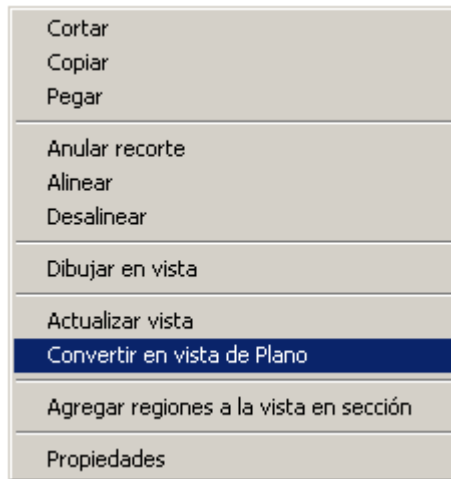 Cortar
Copiar
Pegar
Anular recorte
Alinear
Desalinear
Dibujar en vista
Actualizar vista
Convertir en vista de Plano
Agregar regiones a la vista en sección
Propiedades